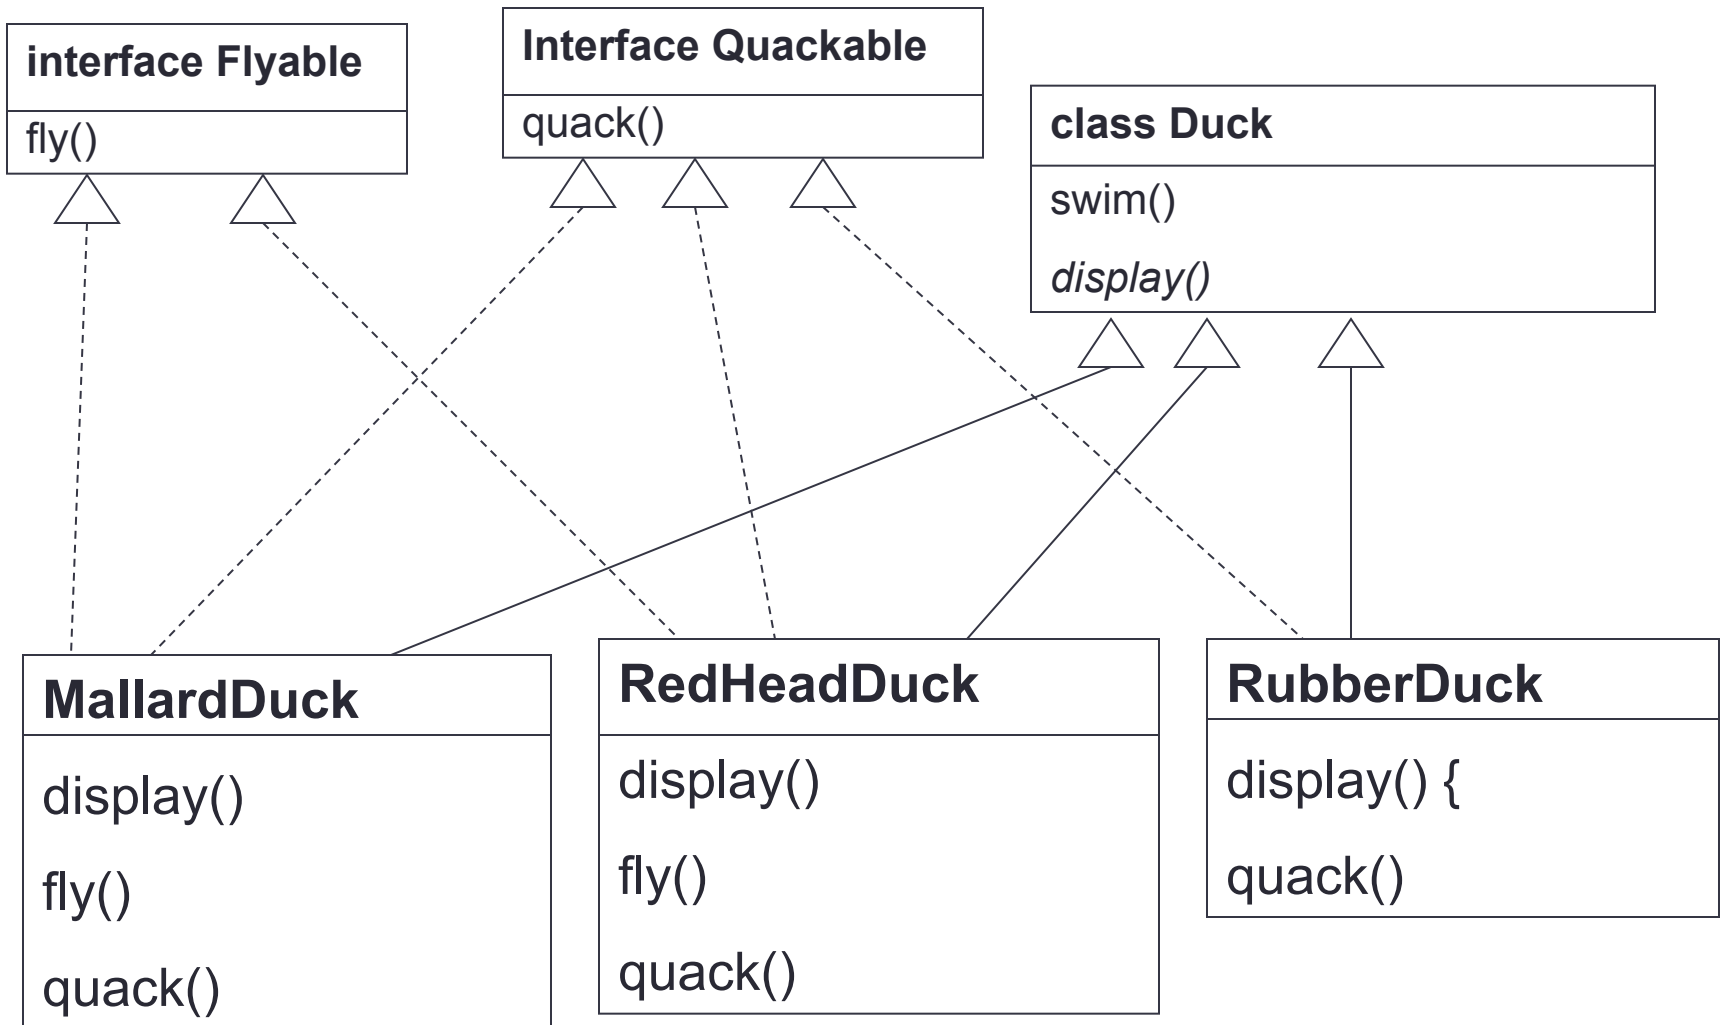 interface Flyable
fly()
Interface Quackable
quack()
class Duck
swim()
display()
MallardDuck
display()
fly()
quack()
RedHeadDuck
display()
fly()
quack()
RubberDuck
display() {
quack()